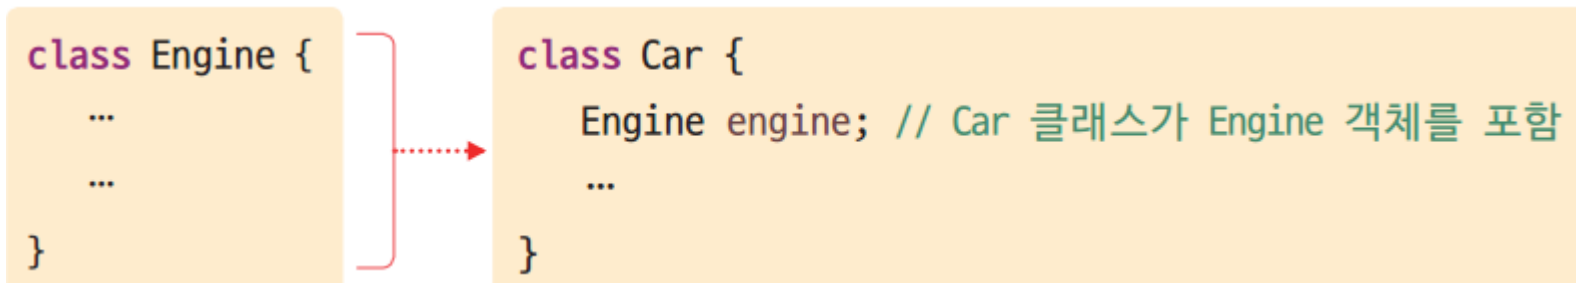 class Engine {
...
...
}
class Car {
Engine engine; // Car 클래스가 Engine 객체를 포함
...
}